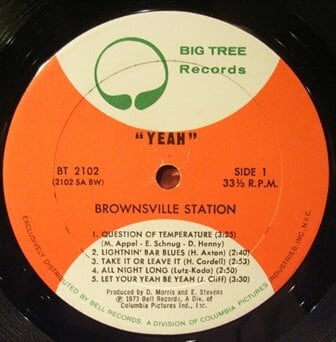 BIG TREE
Records
"YEAH"
BT 2102
(2102 SA BW)
SIDE 1
33⅓ R.P.M.
BROWNSVILLE STATION
1. QUESTION OF TEMPERATURE (3:25)
(M. Appel - E. Schnug - D. Henny)
2. LIGHTNIN' BAR BLUES (H. Axton) (2:40)
3. TAKE IT OR LEAVE IT (H. Cordell) (2:53)
4. ALL NIGHT LONG (Lutz-Koda) (2:50)
5. LET YOUR YEAH BE YEAH (J. Cliff) (3:30)
Produced by D. Morris and E. Stevens
Ⓟ 1973 Bell Records, A Div. of
Columbia Pictures Ind., Inc.
EXCLUSIVELY DISTRIBUTED BY BELL RECORDS, A DIVISION OF COLUMBIA PICTURES INDUSTRIES, INC. N.Y.C.